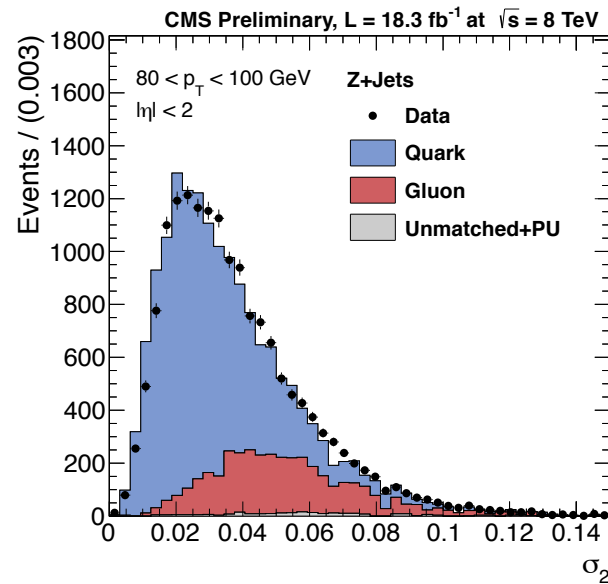 CMS Preliminary, L = 18.3 fb⁻¹ at √s = 8 TeV
Events / (0.003)
1800
1600
1400
1200
1000
800
600
400
200
0
80 < p_T < 100 GeV
|η| < 2
Z+Jets
Data
Quark
Gluon
Unmatched+PU
0 0.02 0.04 0.06 0.08 0.1 0.12 0.14
σ₂